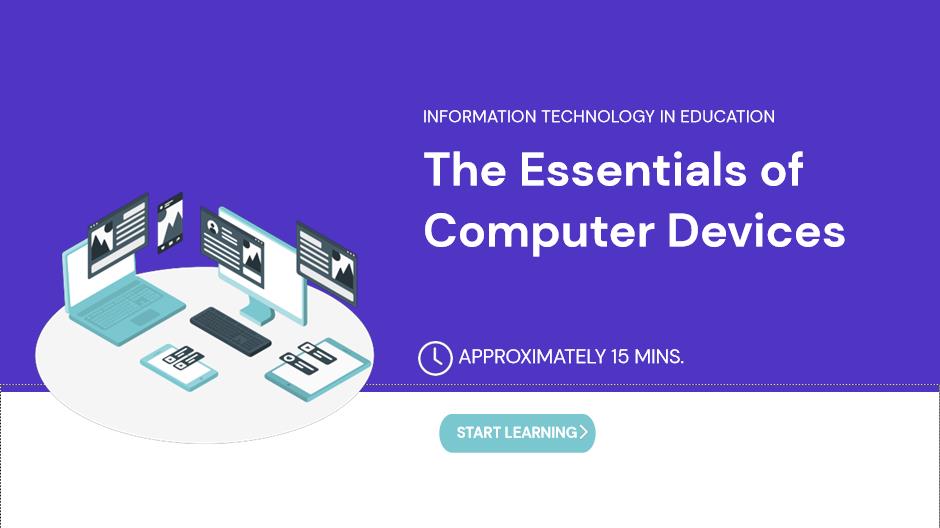 INFORMATION TECHNOLOGY IN EDUCATION
The Essentials of
Computer Devices
APPROXIMATELY 15 MINS.
START LEARNING